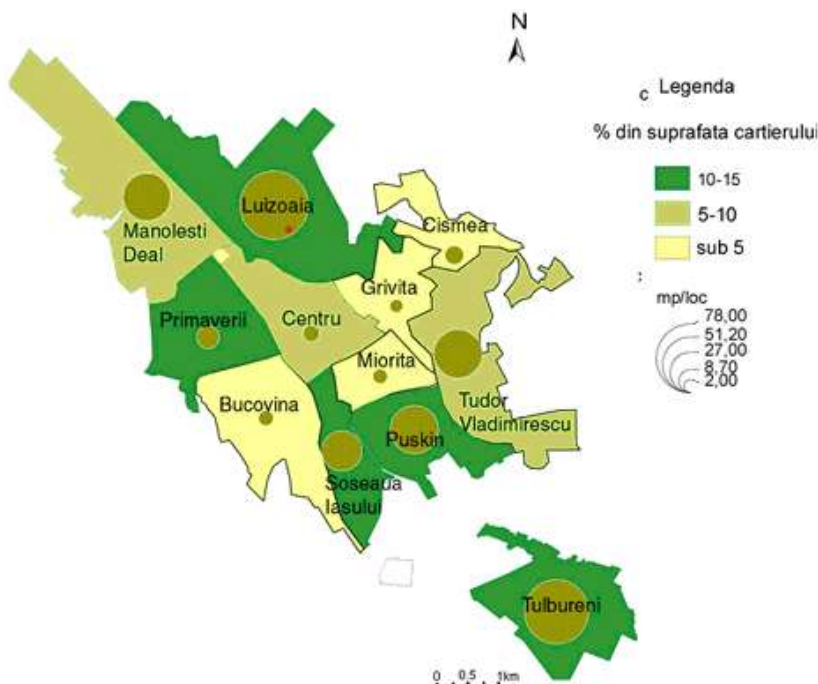 N
c Legenda
% din suprafata cartierului
10-15
5-10
sub 5
:
mp/loc
78,00
51,20
27,00
8,70
2,00
Luizoaia
Cismea
Manolesti
Deal
Grivita
Primaverii
Centru
Miorita
Bucovina
Tudor
Vladimirescu
Puskin
Soseaua
Iasului
Tulbureni
0 0,5 1km